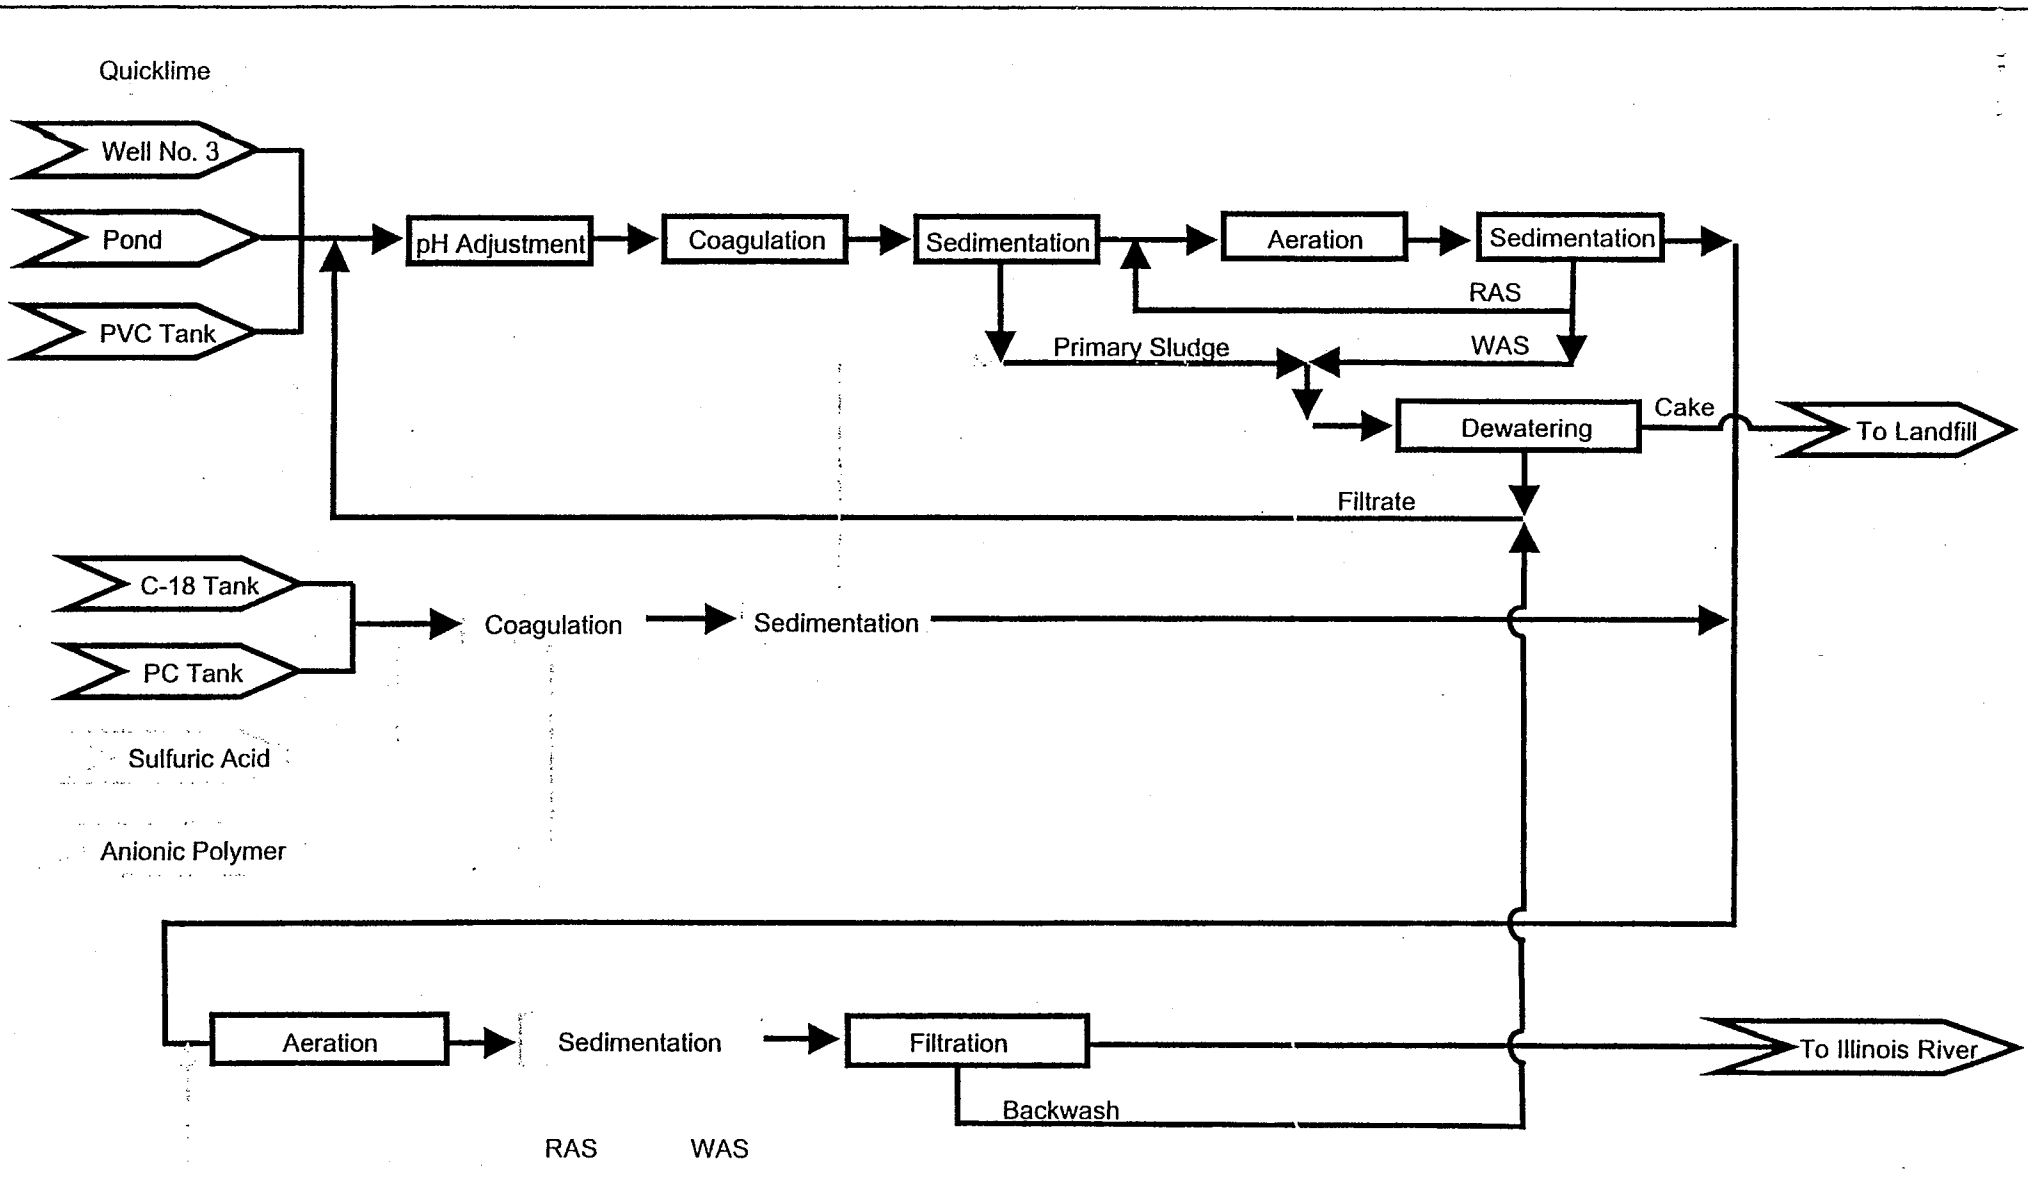 Quicklime
Well No. 3
Pond
pH Adjustment
Coagulation
Sedimentation
Aeration
Sedimentation
RAS
PVC Tank
Primary Sludge
WAS
Cake
Dewatering
To Landfill
Filtrate
C-18 Tank
Coagulation
Sedimentation
PC Tank
Sulfuric Acid
Anionic Polymer
Aeration
Sedimentation
Filtration
To Illinois River
Backwash
RAS
WAS